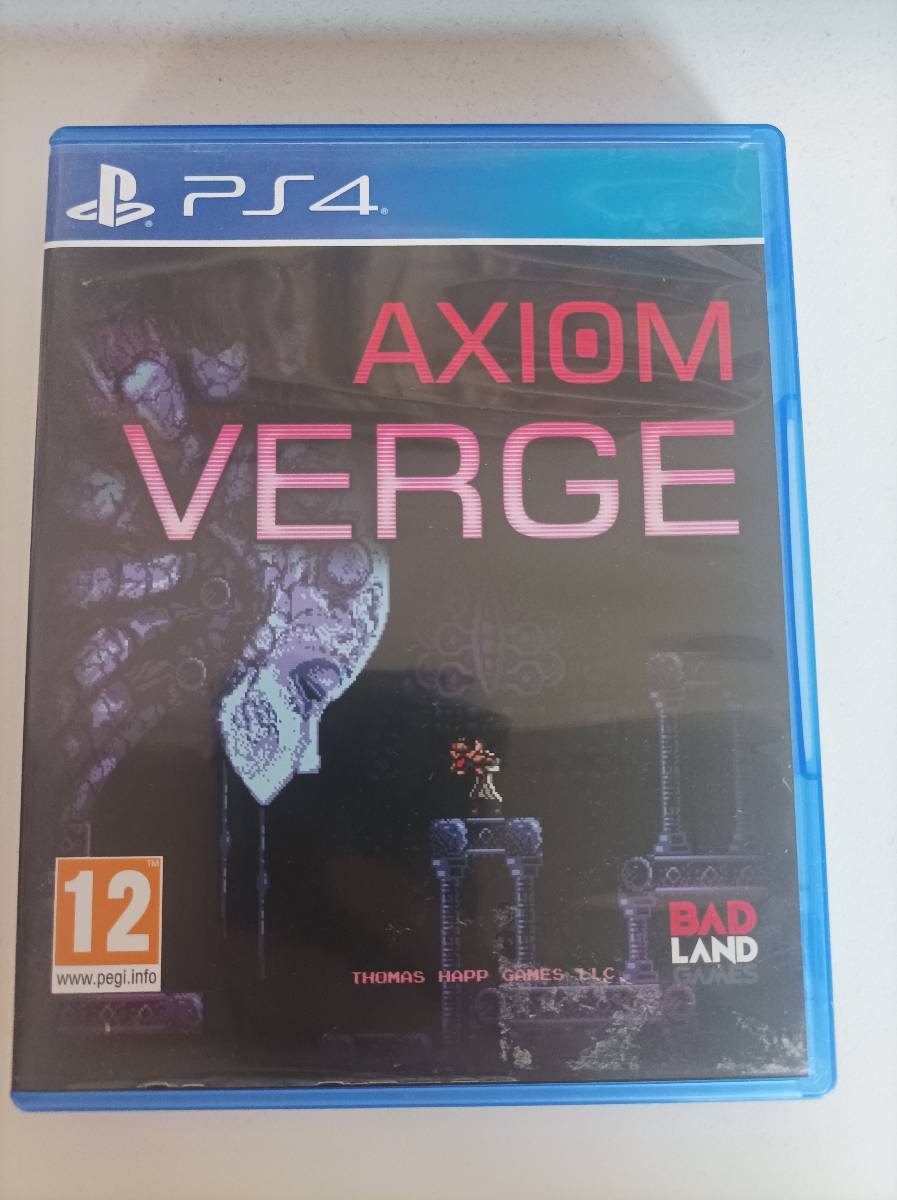 PS4
AXIOM
VERGE
12
www.pegi.info
THOMAS HAPP GAMES LLC
BAD
LAND
GAMES